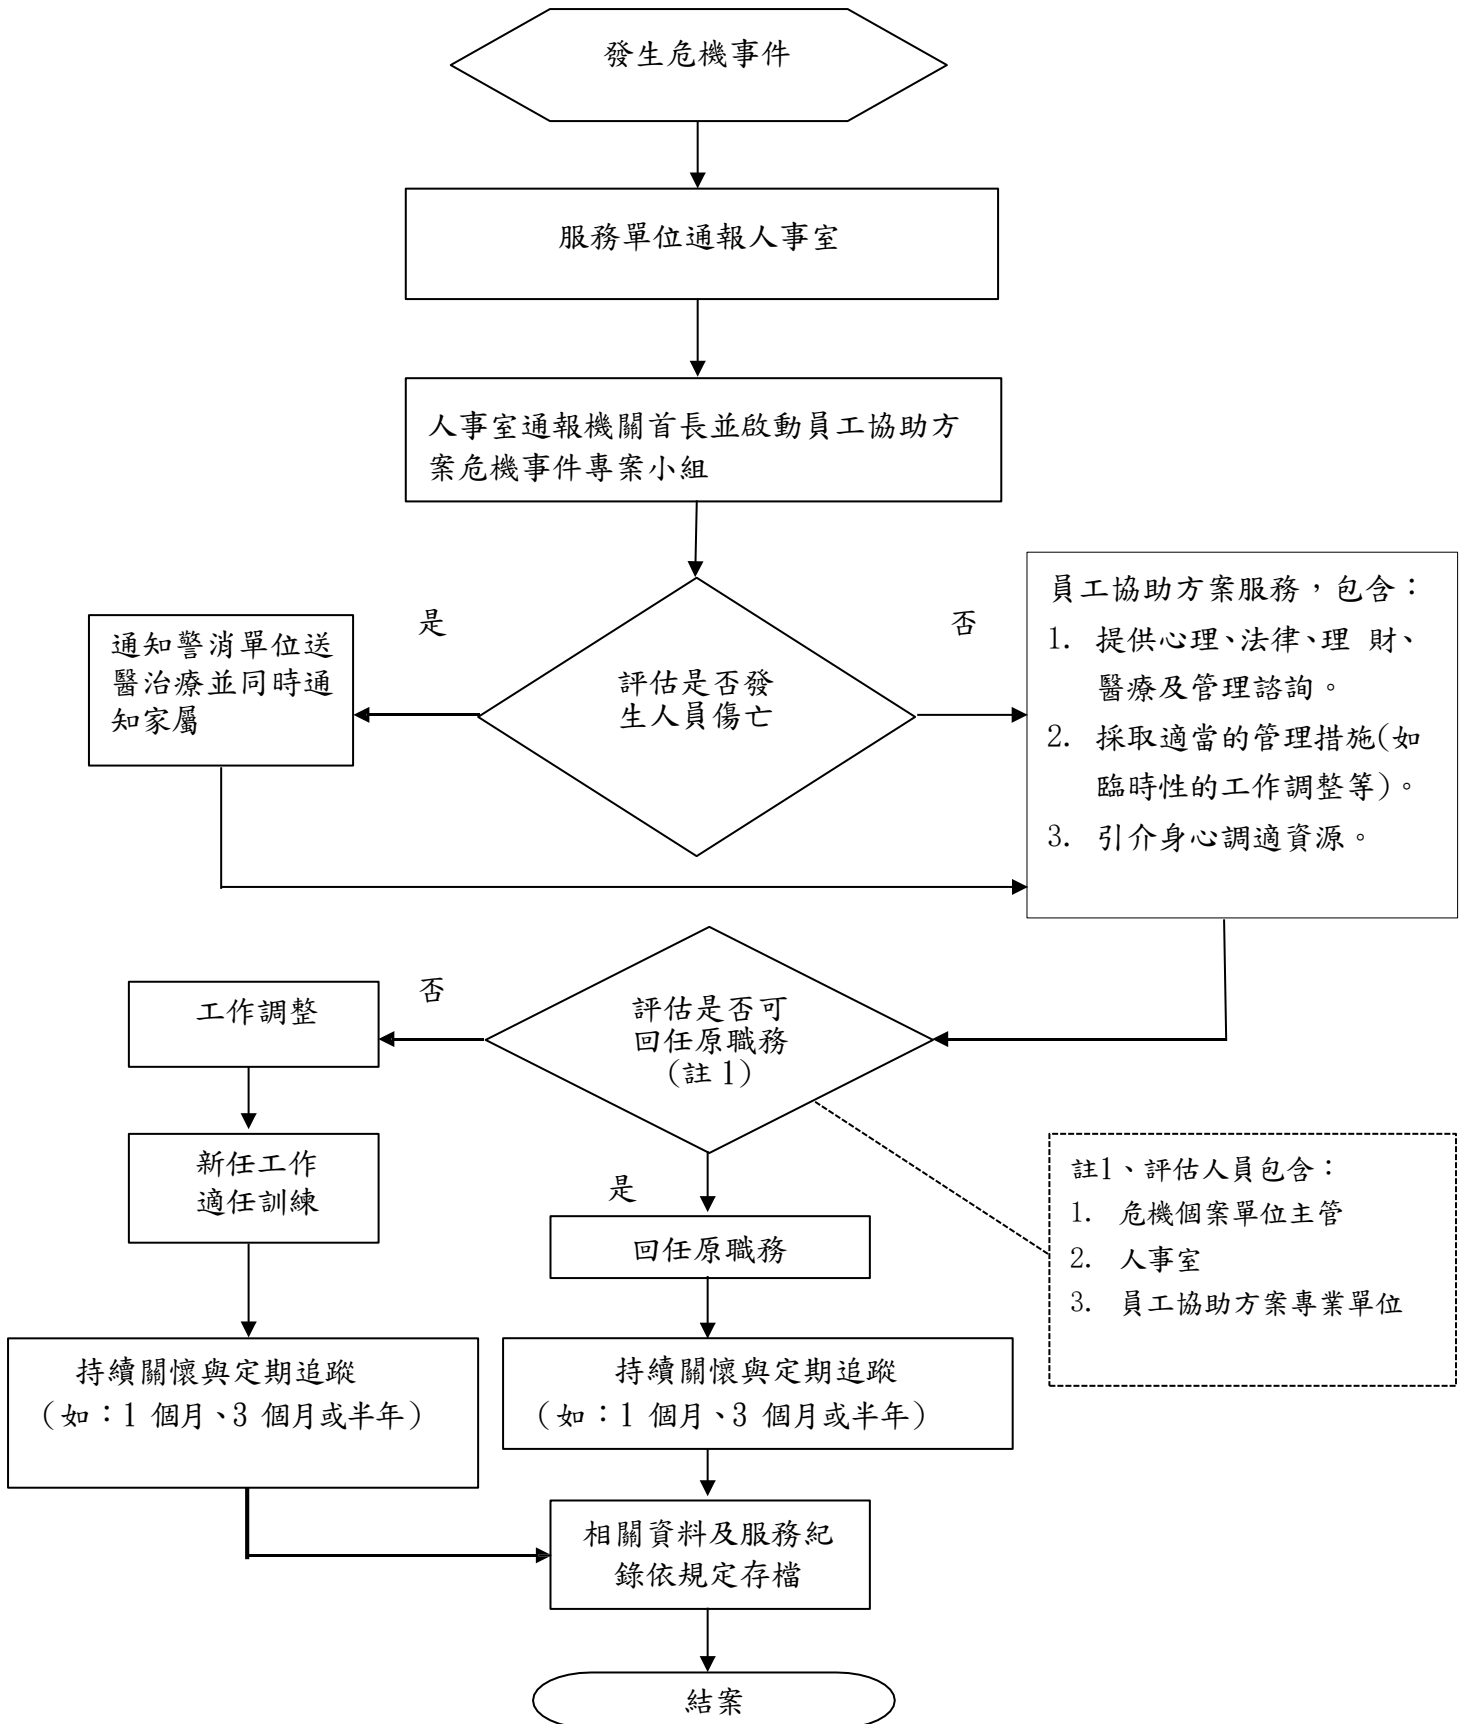 發生危機事件
服務單位通報人事室
人事室通報機關首長並啟動員工協助方
案危機事件專案小組
是
否
通知警消單位送
醫治療並同時通
知家屬
評估是否發
生人員傷亡
員工協助方案服務，包含：
1. 提供心理、法律、理 財、
醫療及管理諮詢。
2. 採取適當的管理措施(如
臨時性的工作調整等)。
3. 引介身心調適資源。
工作調整
否
評估是否可
回任原職務
(註1)
新任工作
適任訓練
是
回任原職務
註1、評估人員包含：
1. 危機個案單位主管
2. 人事室
3. 員工協助方案專業單位
持續關懷與定期追蹤
（如：1 個月、3 個月或半年）
持續關懷與定期追蹤
（如：1 個月、3 個月或半年）
相關資料及服務紀
錄依規定存檔
結案